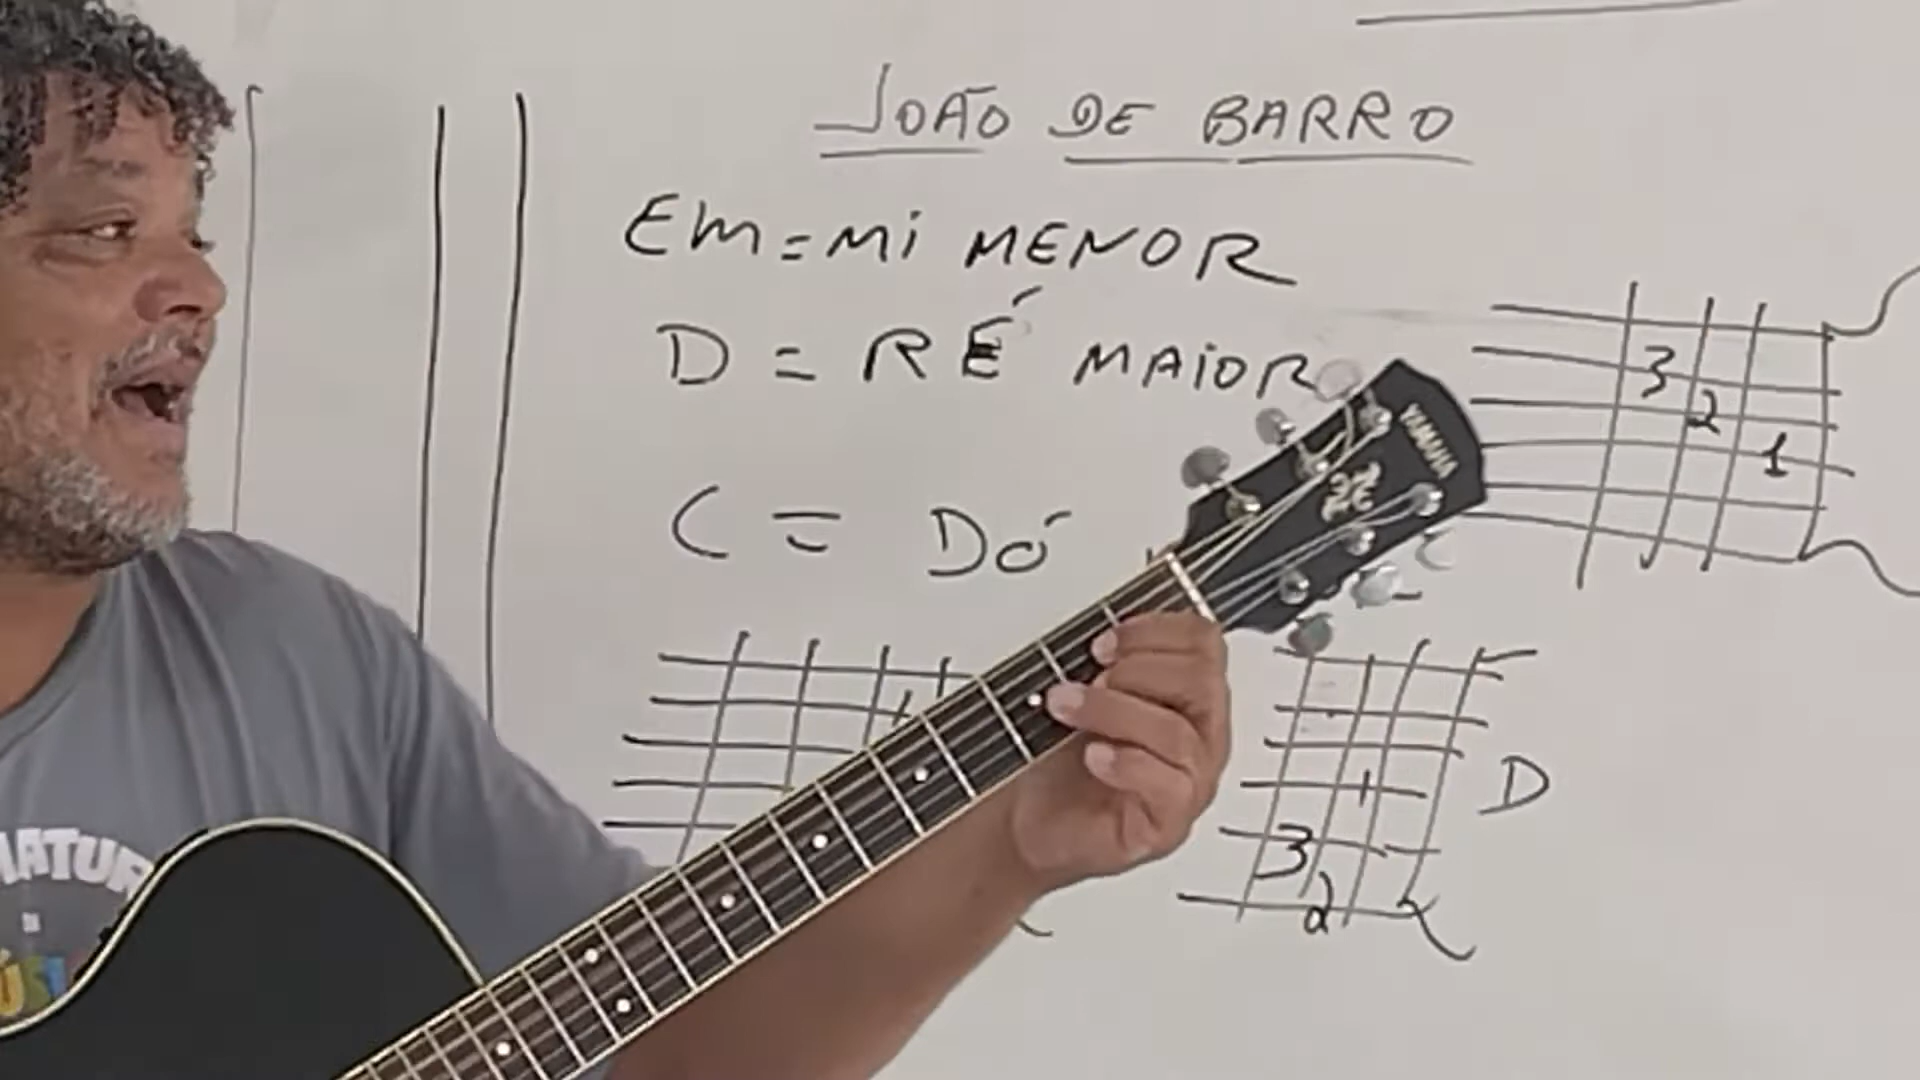 JOÃO DE BARRO
EM = Mi MENOR
D = RÉ MAiOR
C = DÓ
YAMAHA
3
2
1
1
D
3
2